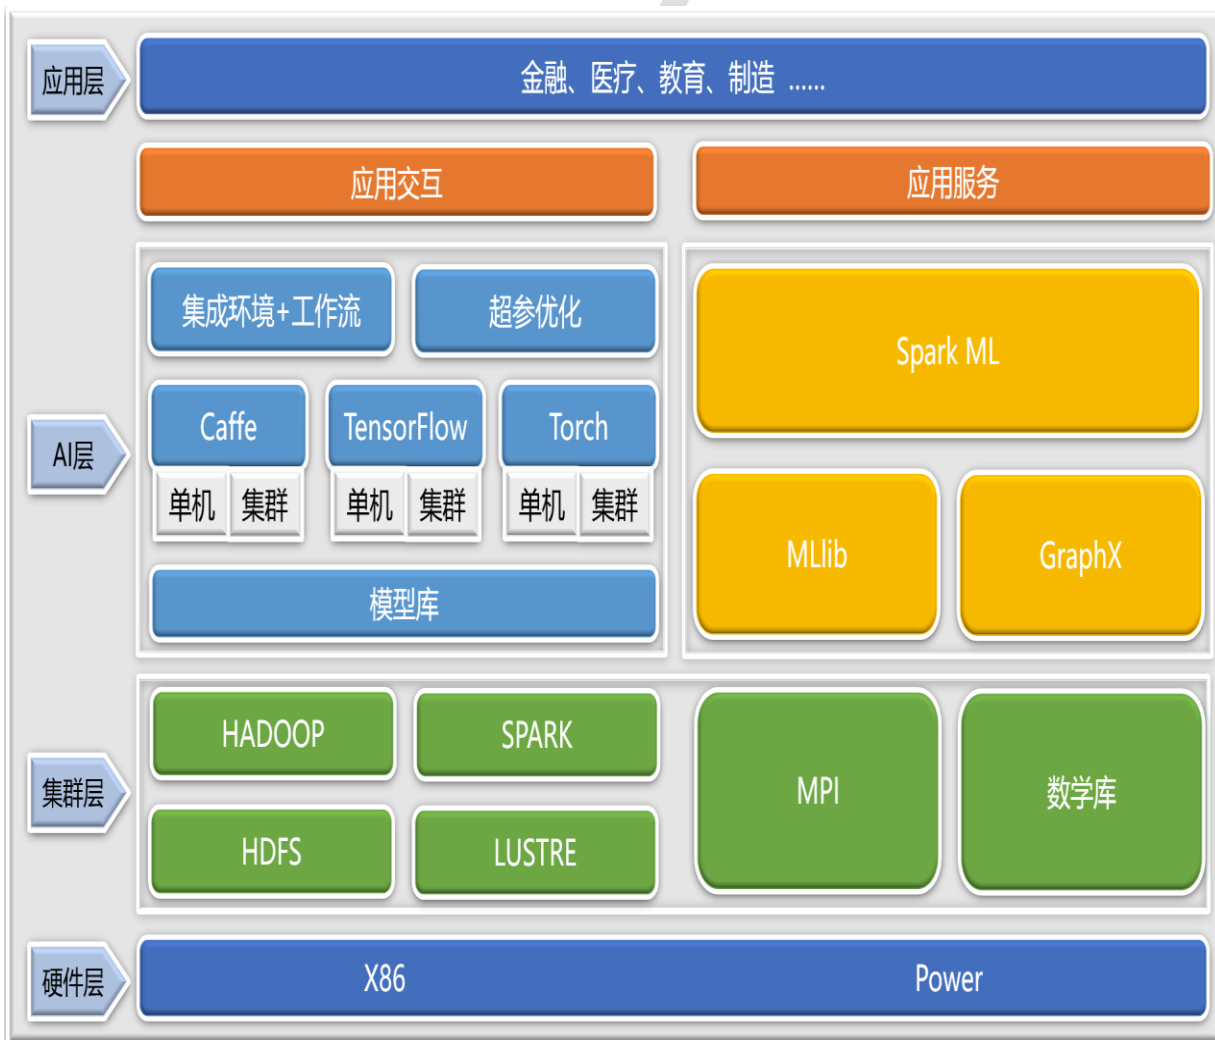 应用层
金融、医疗、教育、制造 ......
应用交互
应用服务
AI层
集成环境+工作流
超参优化
Caffe
TensorFlow
Torch
单机
集群
单机
集群
单机
集群
模型库
Spark ML
MLlib
GraphX
集群层
HADOOP
SPARK
HDFS
LUSTRE
MPI
数学库
硬件层
X86
Power